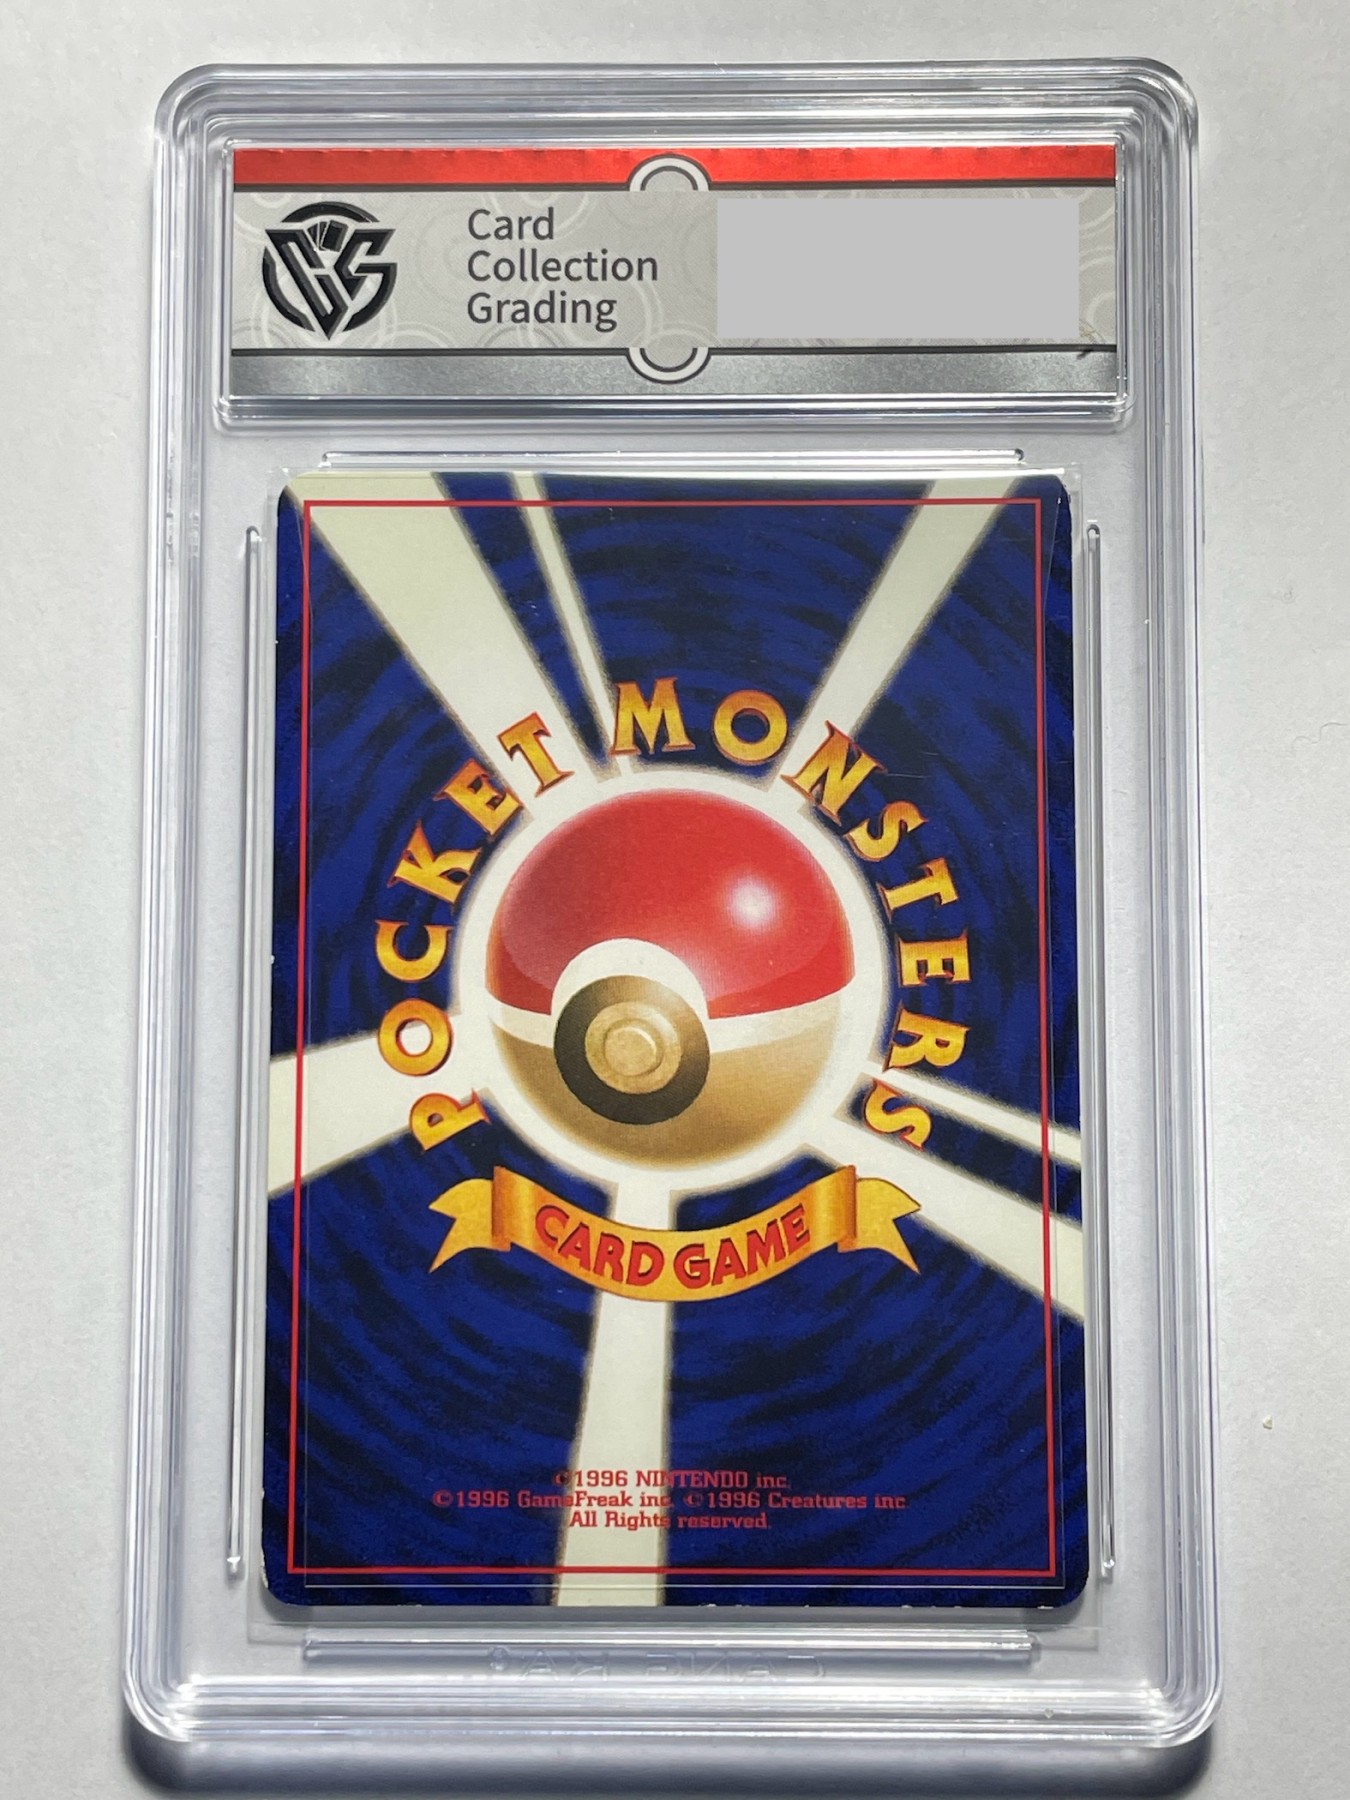 Card
Collection
Grading
POCKET MONSTERS
CARD GAME
©1996 NINTENDO inc.
©1996 GameFreak inc. ©1996 Creatures inc.
All Rights reserved.